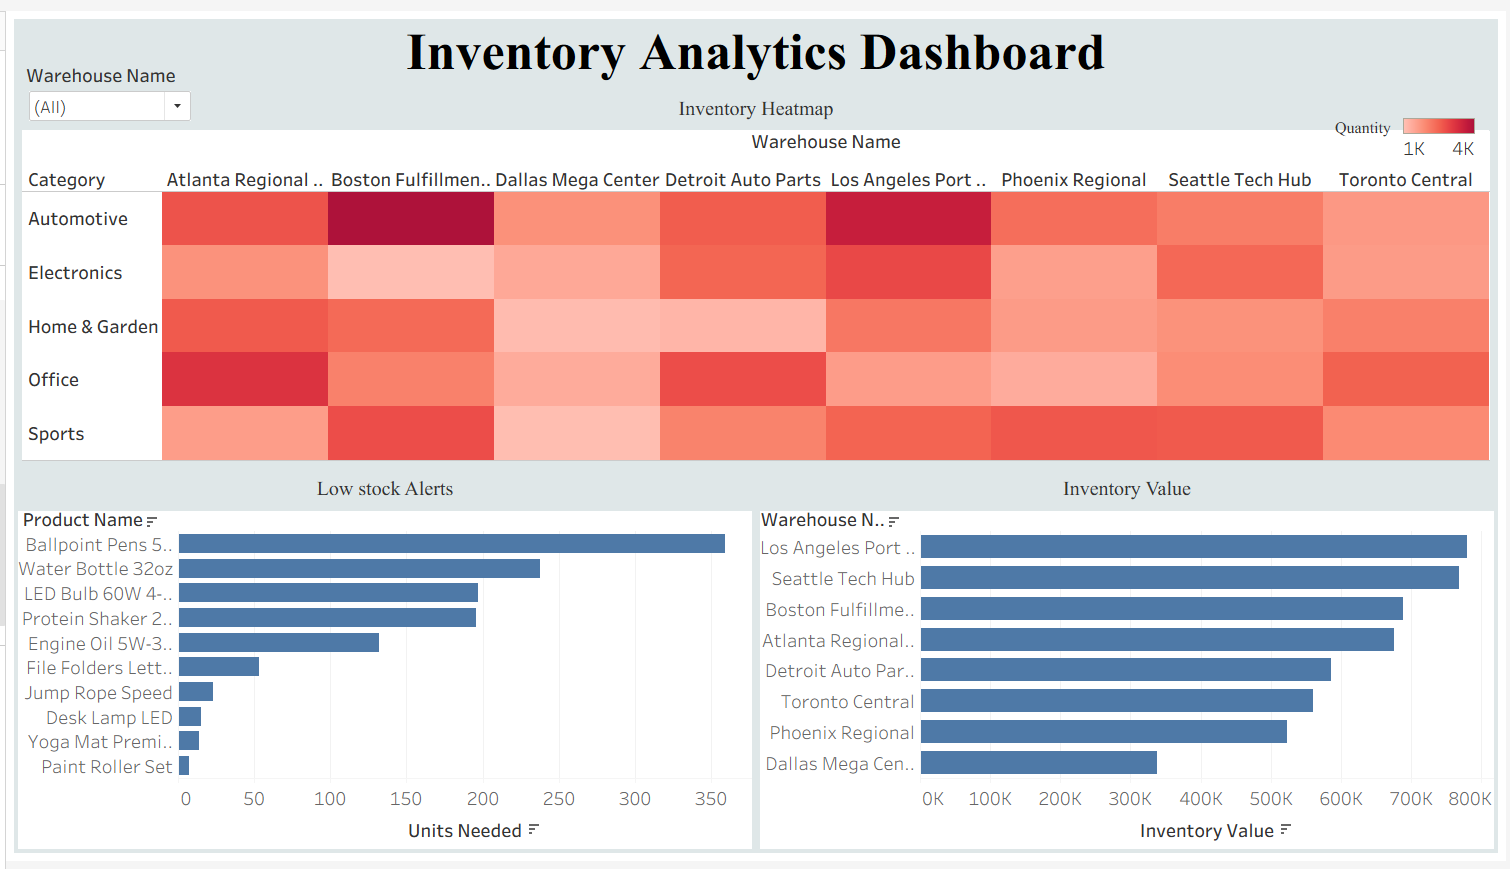 Inventory Analytics Dashboard
Warehouse Name
(All)
Inventory Heatmap
Quantity
1K 4K
Warehouse Name
Category Atlanta Regional .. Boston Fulfillmen.. Dallas Mega Center Detroit Auto Parts Los Angeles Port .. Phoenix Regional Seattle Tech Hub Toronto Central
Automotive
Electronics
Home & Garden
Office
Sports
Low stock Alerts
Product Name
Ballpoint Pens 5..
Water Bottle 32oz
LED Bulb 60W 4-..
Protein Shaker 2..
Engine Oil 5W-3..
File Folders Lett..
Jump Rope Speed
Desk Lamp LED
Yoga Mat Premi..
Paint Roller Set
0 50 100 150 200 250 300 350
Units Needed
Inventory Value
Warehouse N..
Los Angeles Port ..
Seattle Tech Hub
Boston Fulfillme..
Atlanta Regional..
Detroit Auto Par..
Toronto Central
Phoenix Regional
Dallas Mega Cen..
0K 100K 200K 300K 400K 500K 600K 700K 800K
Inventory Value